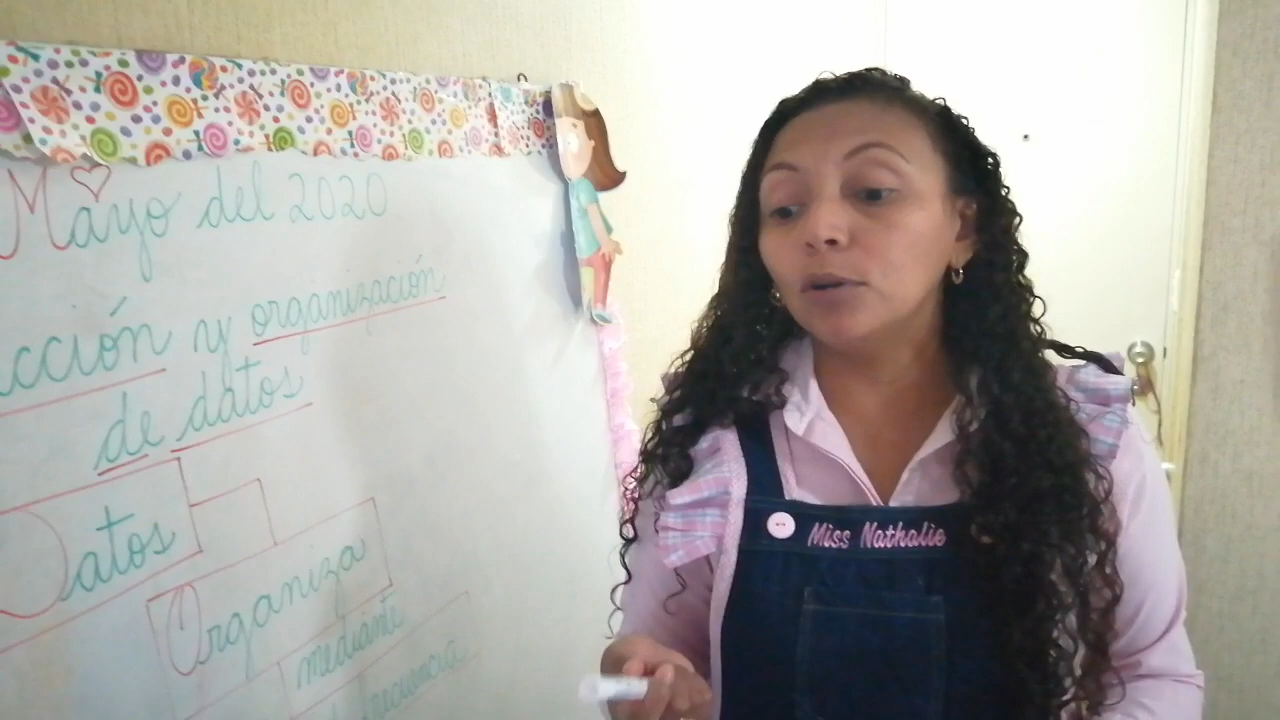 Mayo del 2020
cción y organización
de datos
Datos
Organiza
mediante
Miss Nathalie